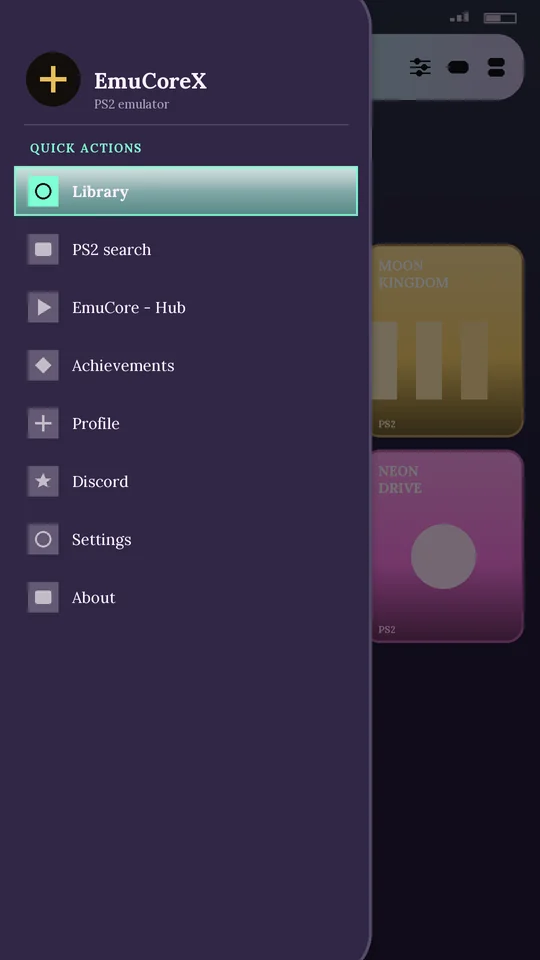 EmuCoreX
PS2 emulator
QUICK ACTIONS
Library
PS2 search
EmuCore - Hub
Achievements
Profile
Discord
Settings
About
MOON
KINGDOM
PS2
NEON
DRIVE
PS2